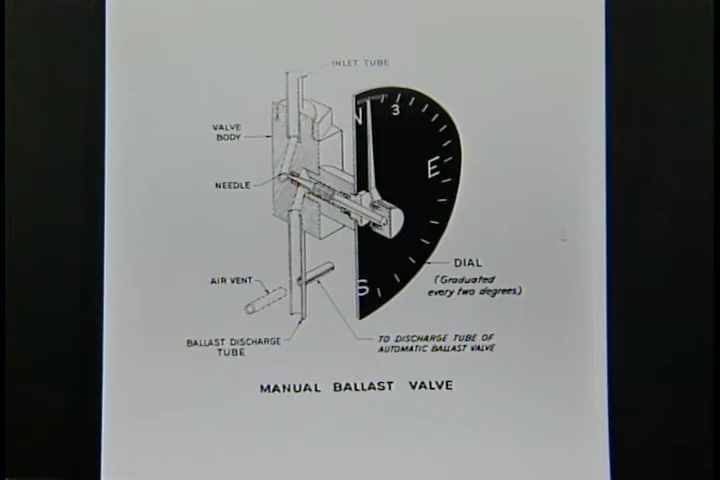 INLET TUBE
VALVE
BODY
NEEDLE
N 3
E
S
DIAL
(Graduated
every two degrees)
AIR VENT
BALLAST DISCHARGE
TUBE
TO DISCHARGE TUBE OF
AUTOMATIC BALLAST VALVE
MANUAL BALLAST VALVE